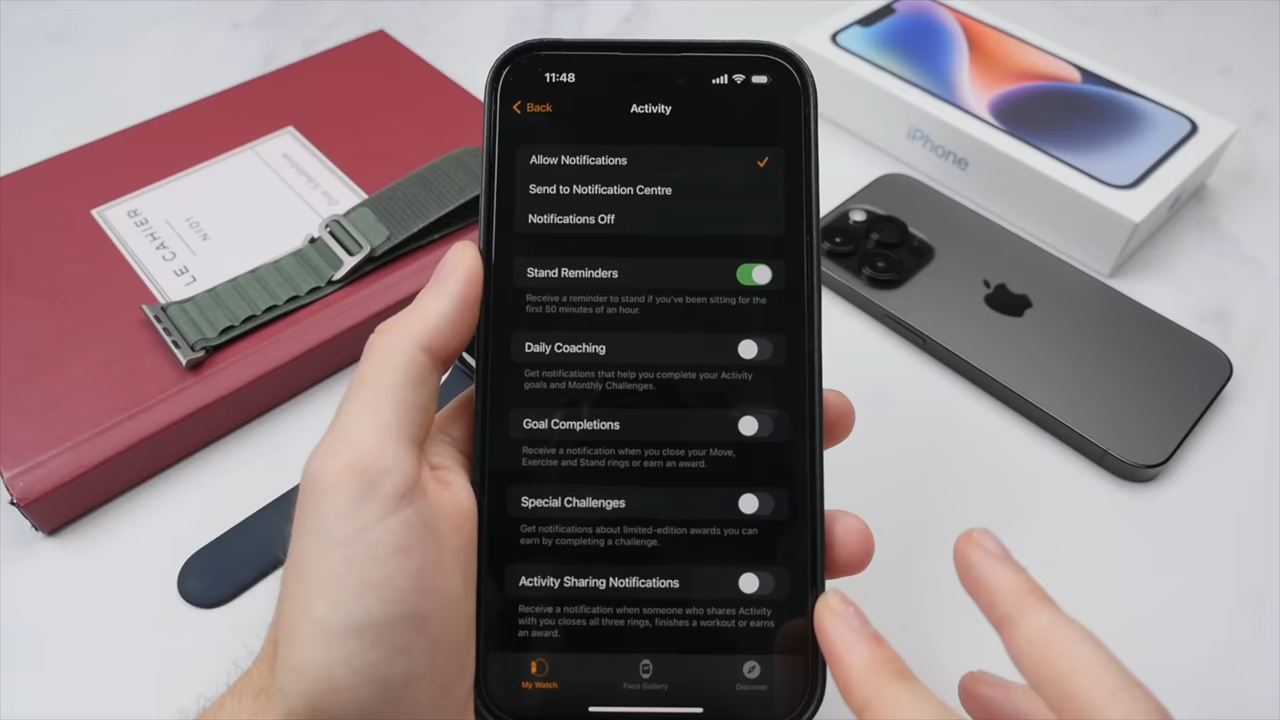 11:48
Back
Activity
Allow Notifications
Send to Notification Centre
Notifications Off
Stand Reminders
Receive a reminder to stand if you've been sitting for the
first 50 minutes of an hour.
Daily Coaching
Get notifications that help you complete your Activity
goals and Monthly Challenges.
Goal Completions
Receive a notification when you close your Move,
Exercise and Stand rings or earn an award.
Special Challenges
Get notifications about limited-edition awards you can
earn by completing a challenge.
Activity Sharing Notifications
Receive a notification when someone who shares Activity
with you closes all three rings, finishes a workout or earns
an award.
My Watch
Face Gallery
Discover
LE CAHIER
N101
iPhone